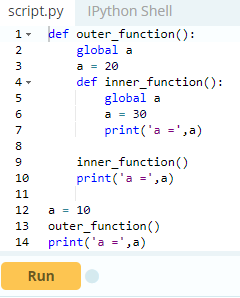 script.py IPython Shell
1 def outer_function():
2     global a
3     a = 20
4     def inner_function():
5         global a
6         a = 30
7         print('a =',a)
8
9     inner_function()
10     print('a =',a)
11
12 a = 10
13 outer_function()
14 print('a =',a)
Run